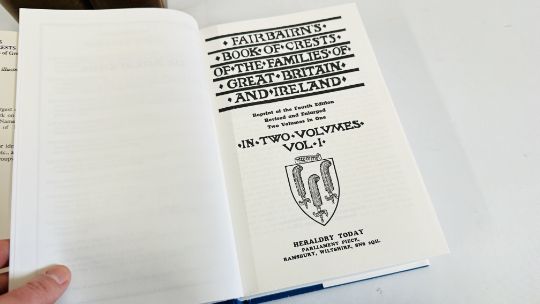 ·FAIRBAIRN'S·
·BOOK·OF·CRESTS·
·OF·THE·FAMILIES·OF·
·GREAT·BRITAIN·
·AND·IRELAND·
Reprint of the Fourth Edition
Revised and Enlarged
Two Volumes in One
·IN·TWO·VOLVMES·
VOL·I·
HERALDRY TODAY
PARLIAMENT PIECE,
RAMSBURY, WILTSHIRE, SN8 2QH.